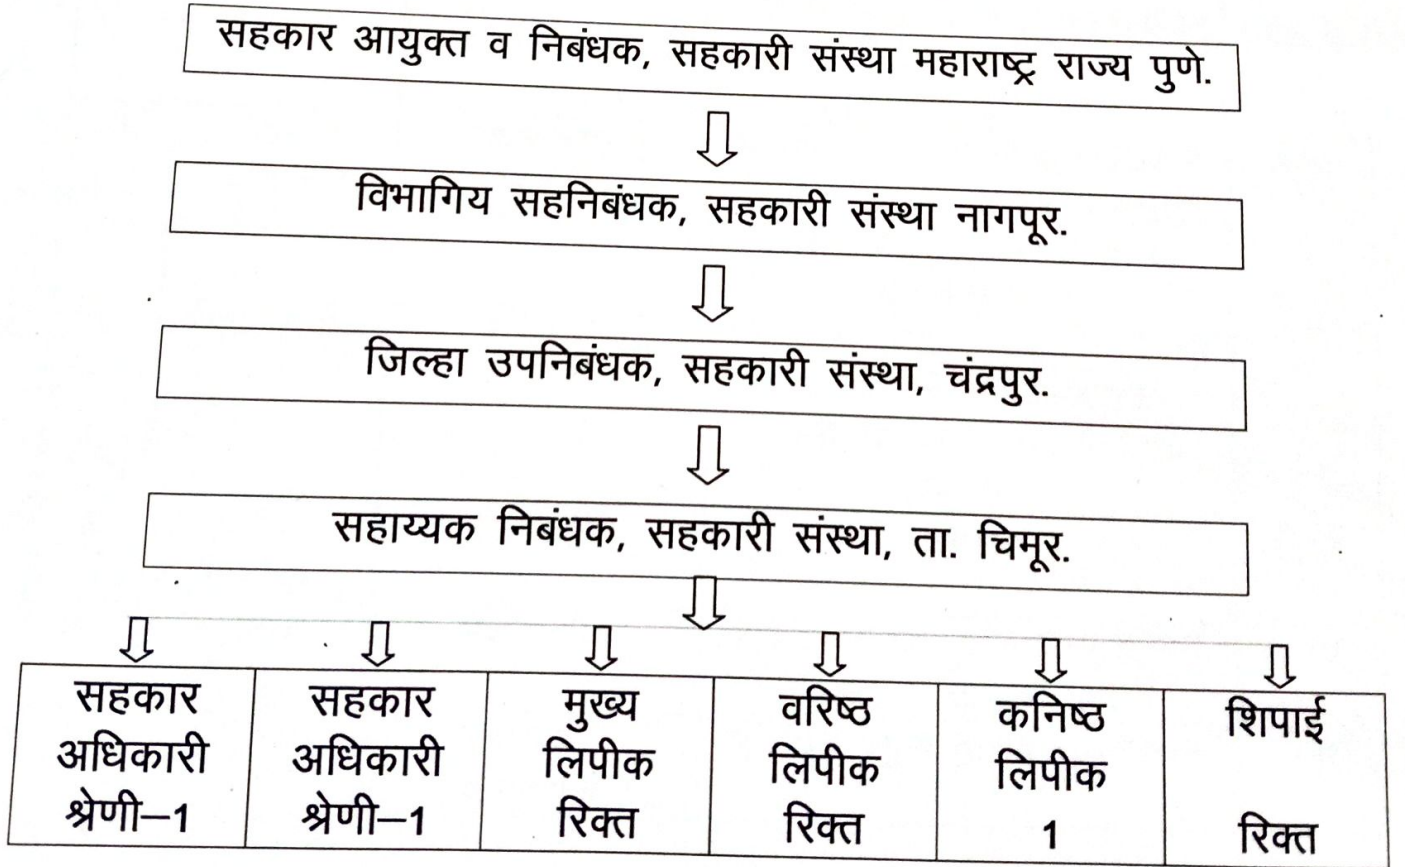 सहकार आयुक्त व निबंधक, सहकारी संस्था महाराष्ट्र राज्य पुणे.
विभागिय सहनिबंधक, सहकारी संस्था नागपूर.
जिल्हा उपनिबंधक, सहकारी संस्था, चंद्रपुर.
सहाय्यक निबंधक, सहकारी संस्था, ता. चिमूर.
सहकार
अधिकारी
श्रेणी–1
सहकार
अधिकारी
श्रेणी–1
मुख्य
लिपीक
रिक्त
वरिष्ठ
लिपीक
रिक्त
कनिष्ठ
लिपीक
1
शिपाई
रिक्त